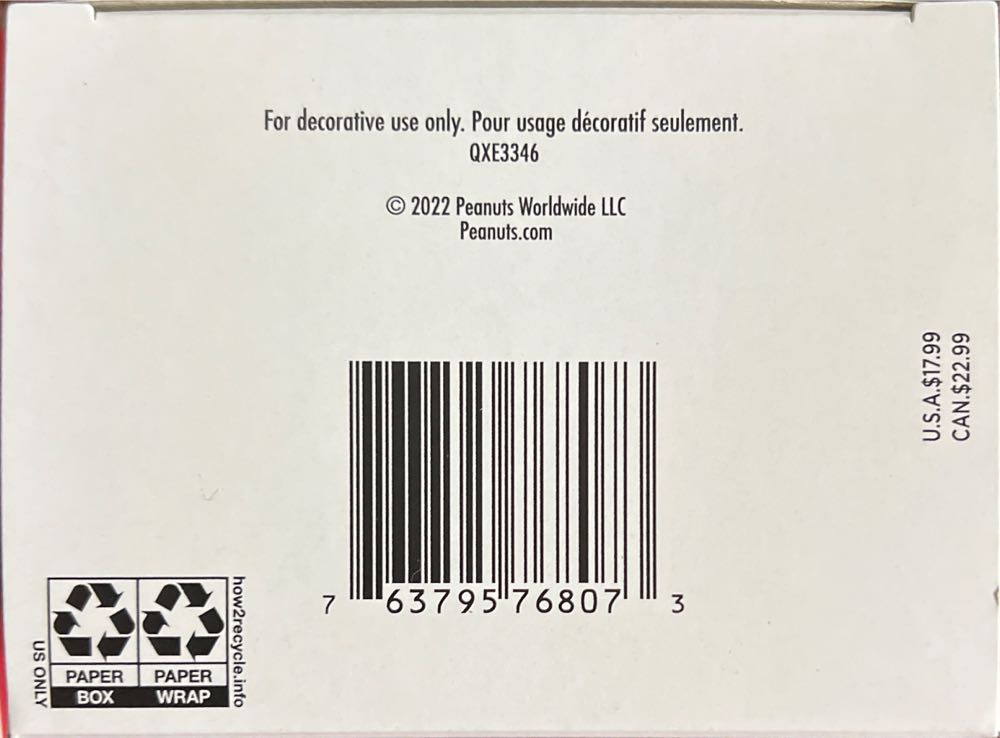 For decorative use only. Pour usage décoratif seulement.
QXE3346
© 2022 Peanuts Worldwide LLC
Peanuts.com
U.S.A.$17.99
CAN.$22.99
7 63795 76807 3
US ONLY
PAPER PAPER
BOX WRAP
how2recycle.info